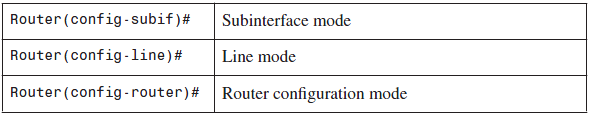 Router(config-subif)# Subinterface mode
Router(config-line)# Line mode
Router(config-router)# Router configuration mode